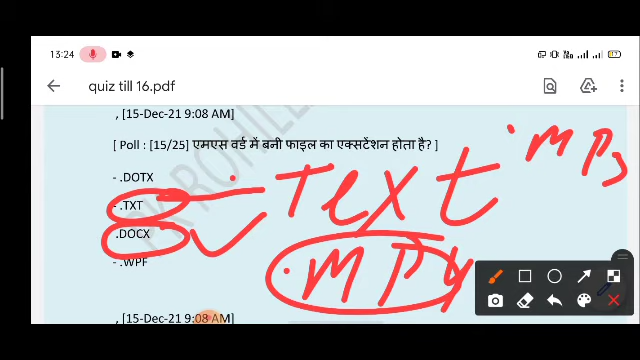 13:24
quiz till 16.pdf
, [15-Dec-21 9:08 AM]
[ Poll : [15/25] एमएस वर्ड में बनी फाइल का एक्सटेंशन होता है? ]
.MP3
- .DOTX
- .TXT
.Text
.DOCX
- .WPF
.MP4
, [15-Dec-21 9:08 AM]